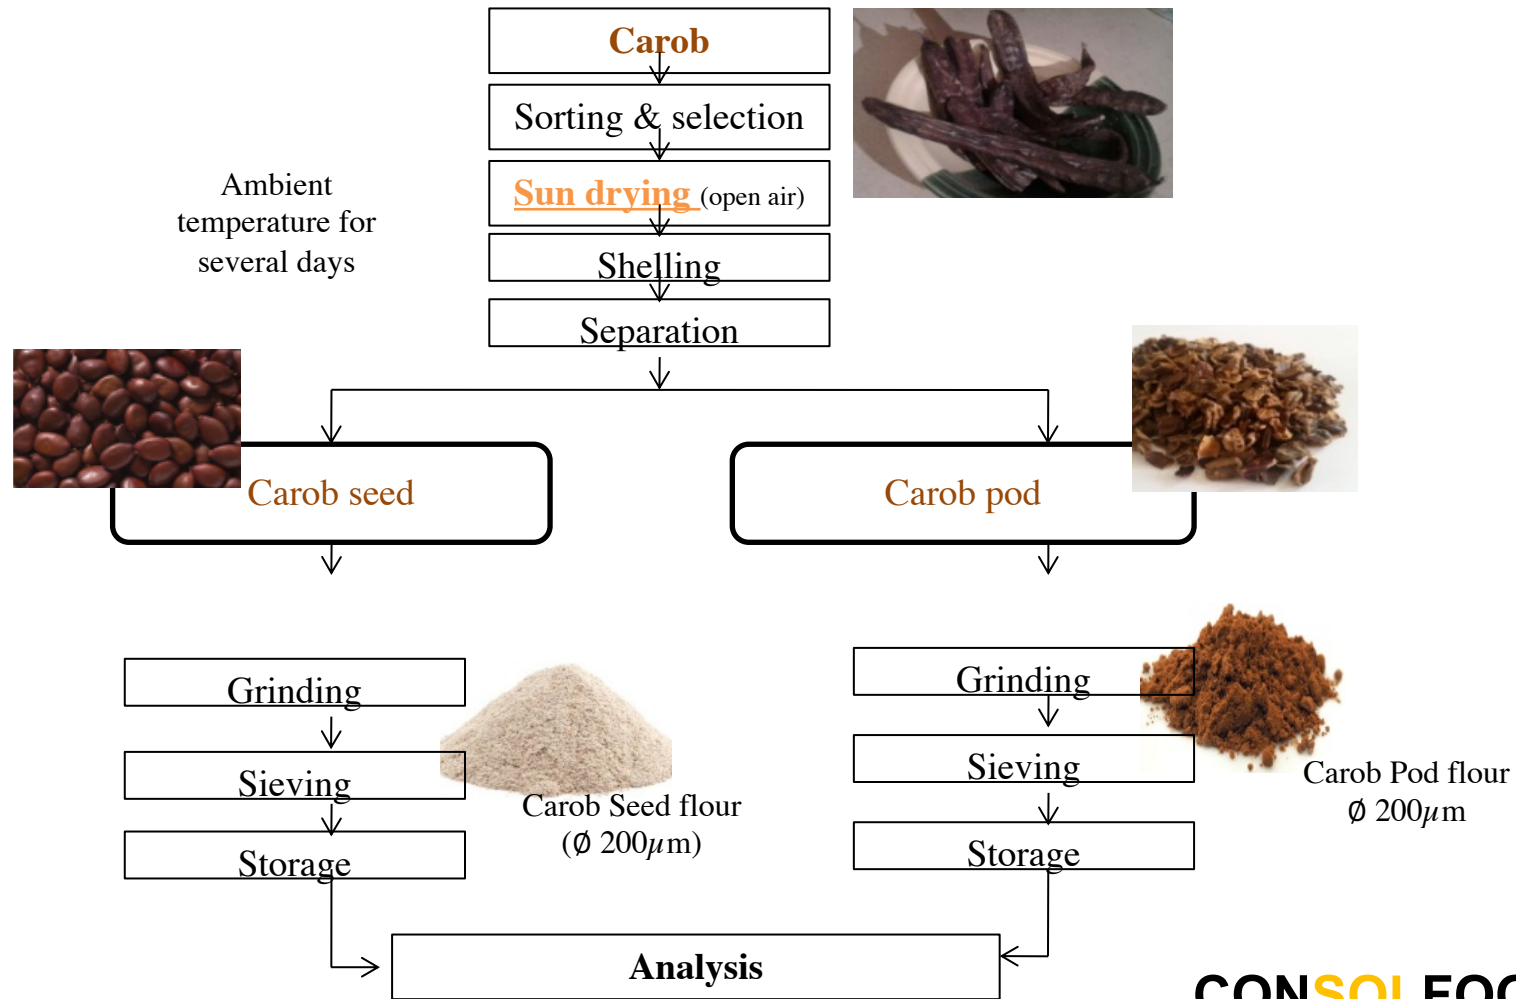 Carob
Sorting & selection
Sun drying (open air)
Ambient
temperature for
several days
Shelling
Separation
Carob seed
Carob pod
Grinding
Sieving
Storage
Carob Seed flour
(Ø 200µm)
Grinding
Sieving
Storage
Carob Pod flour
Ø 200µm
Analysis